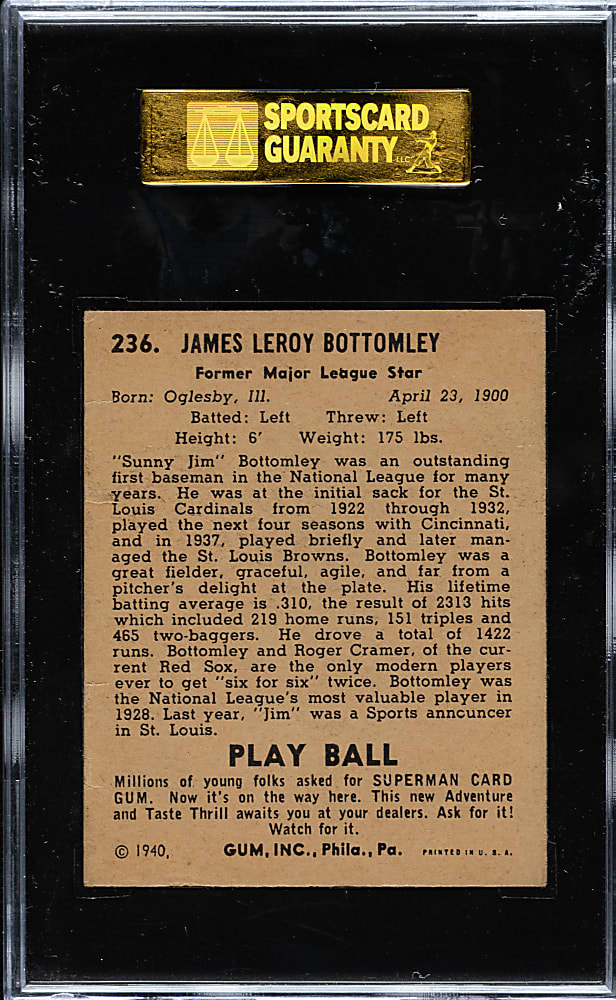 SPORTSCARD
GUARANTY LLC
236. JAMES LEROY BOTTOMLEY
Former Major League Star
Born: Oglesby, Ill. April 23, 1900
Batted: Left Threw: Left
Height: 6' Weight: 175 lbs.
"Sunny Jim" Bottomley was an outstanding
first baseman in the National League for many
years. He was at the initial sack for the St.
Louis Cardinals from 1922 through 1932,
played the next four seasons with Cincinnati,
and in 1937, played briefly and later man-
aged the St. Louis Browns. Bottomley was a
great fielder, graceful, agile, and far from a
pitcher's delight at the plate. His lifetime
batting average is .310, the result of 2313 hits
which included 219 home runs, 151 triples and
465 two-baggers. He drove a total of 1422
runs. Bottomley and Roger Cramer, of the cur-
rent Red Sox, are the only modern players
ever to get "six for six" twice. Bottomley was
the National League's most valuable player in
1928. Last year, "Jim" was a Sports anncuncer
in St. Louis.
PLAY BALL
Millions of young folks asked for SUPERMAN CARD
GUM. Now it's on the way here. This new Adventure
and Taste Thrill awaits you at your dealers. Ask for it!
Watch for it.
© 1940, GUM, INC., Phila., Pa. PRINTED IN U. S. A.